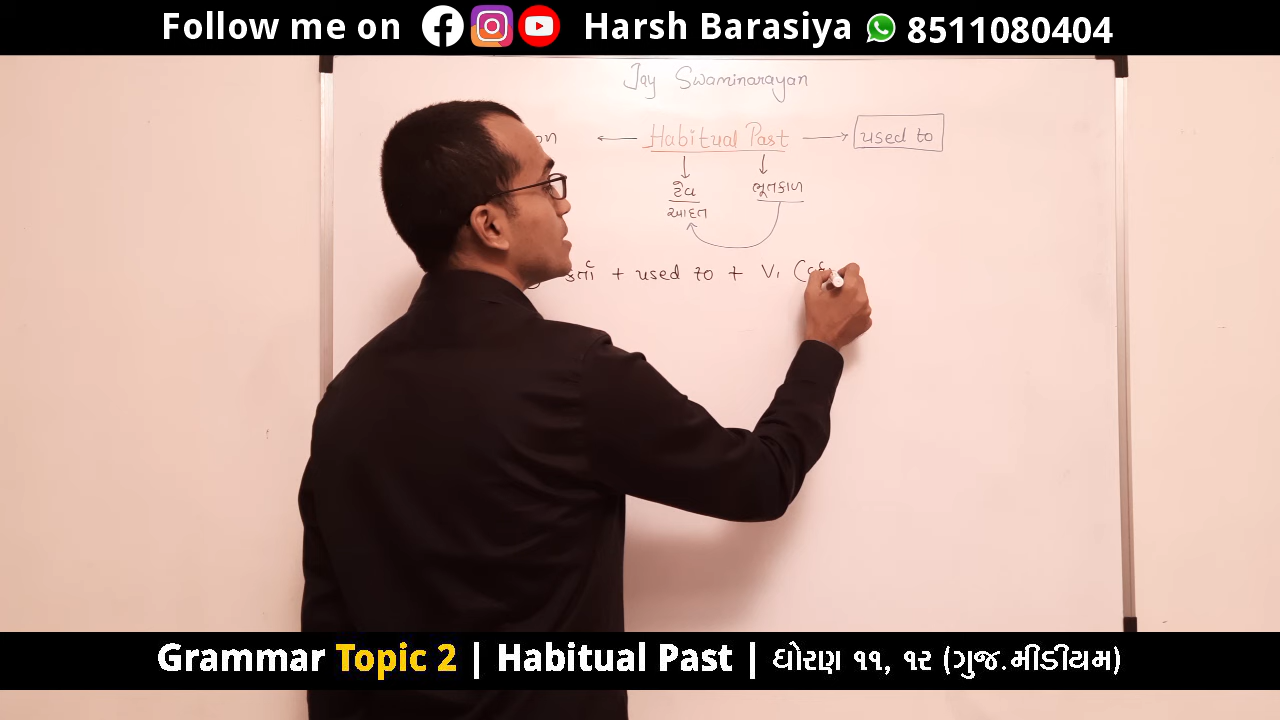 Follow me on Harsh Barasiya 8511080404
Jay Swaminarayan
Habitual Past used to
ટેવ ભૂતકાળ
આદત
કર્તા + used to + V₁ (
Grammar Topic 2 | Habitual Past | ધોરણ ૧૧, ૧૨ (ગુજ.મીડીયમ)